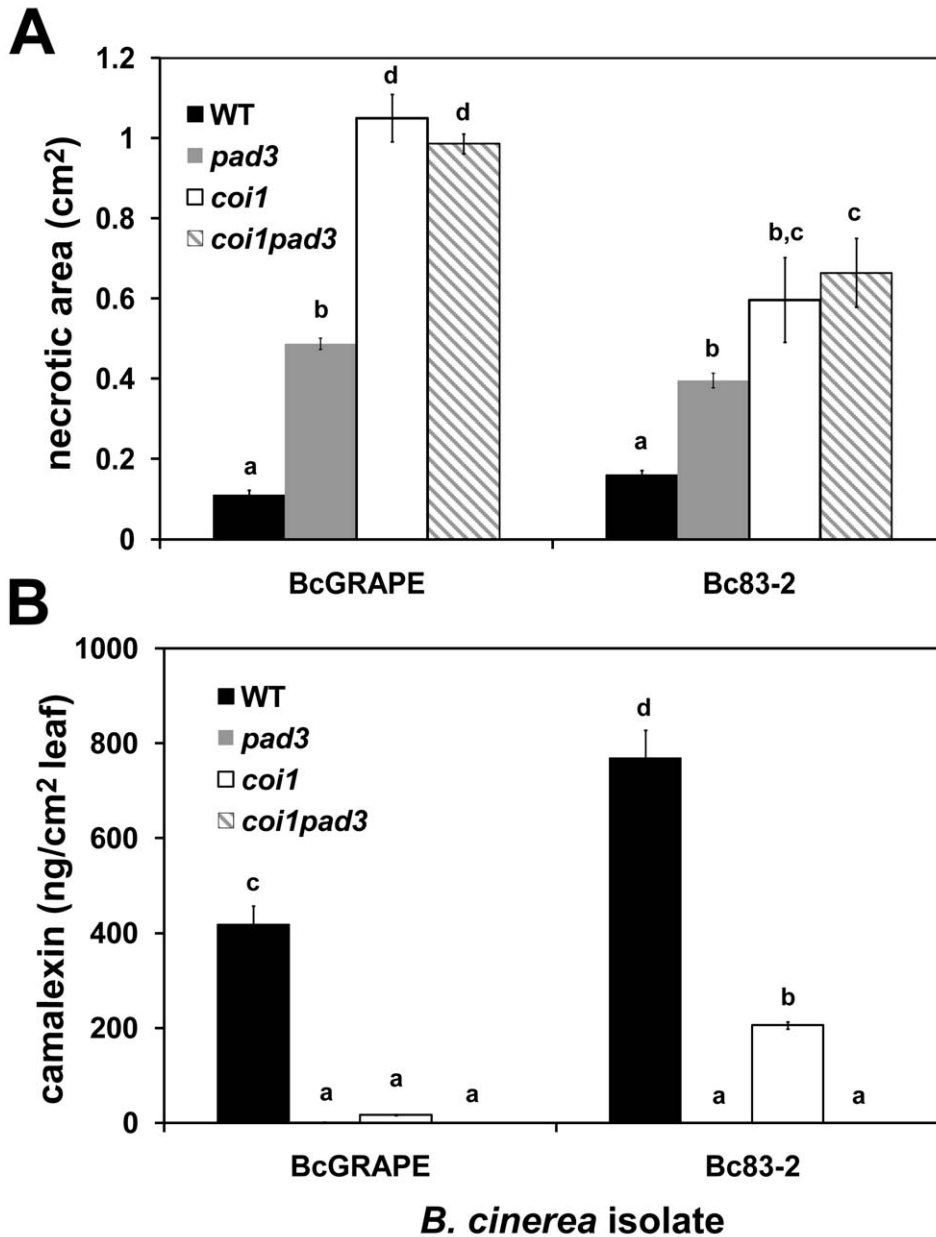 A
necrotic area (cm²)
1.2
1
0.8
0.6
0.4
0.2
0
WT
pad3
coi1
coi1pad3
a
b
d
d
a
b
b,c
c
BcGRAPE
Bc83-2
B
camalexin (ng/cm² leaf)
1000
800
600
400
200
0
WT
pad3
coi1
coi1pad3
c
a
a
a
d
a
b
a
BcGRAPE
Bc83-2
B. cinerea isolate